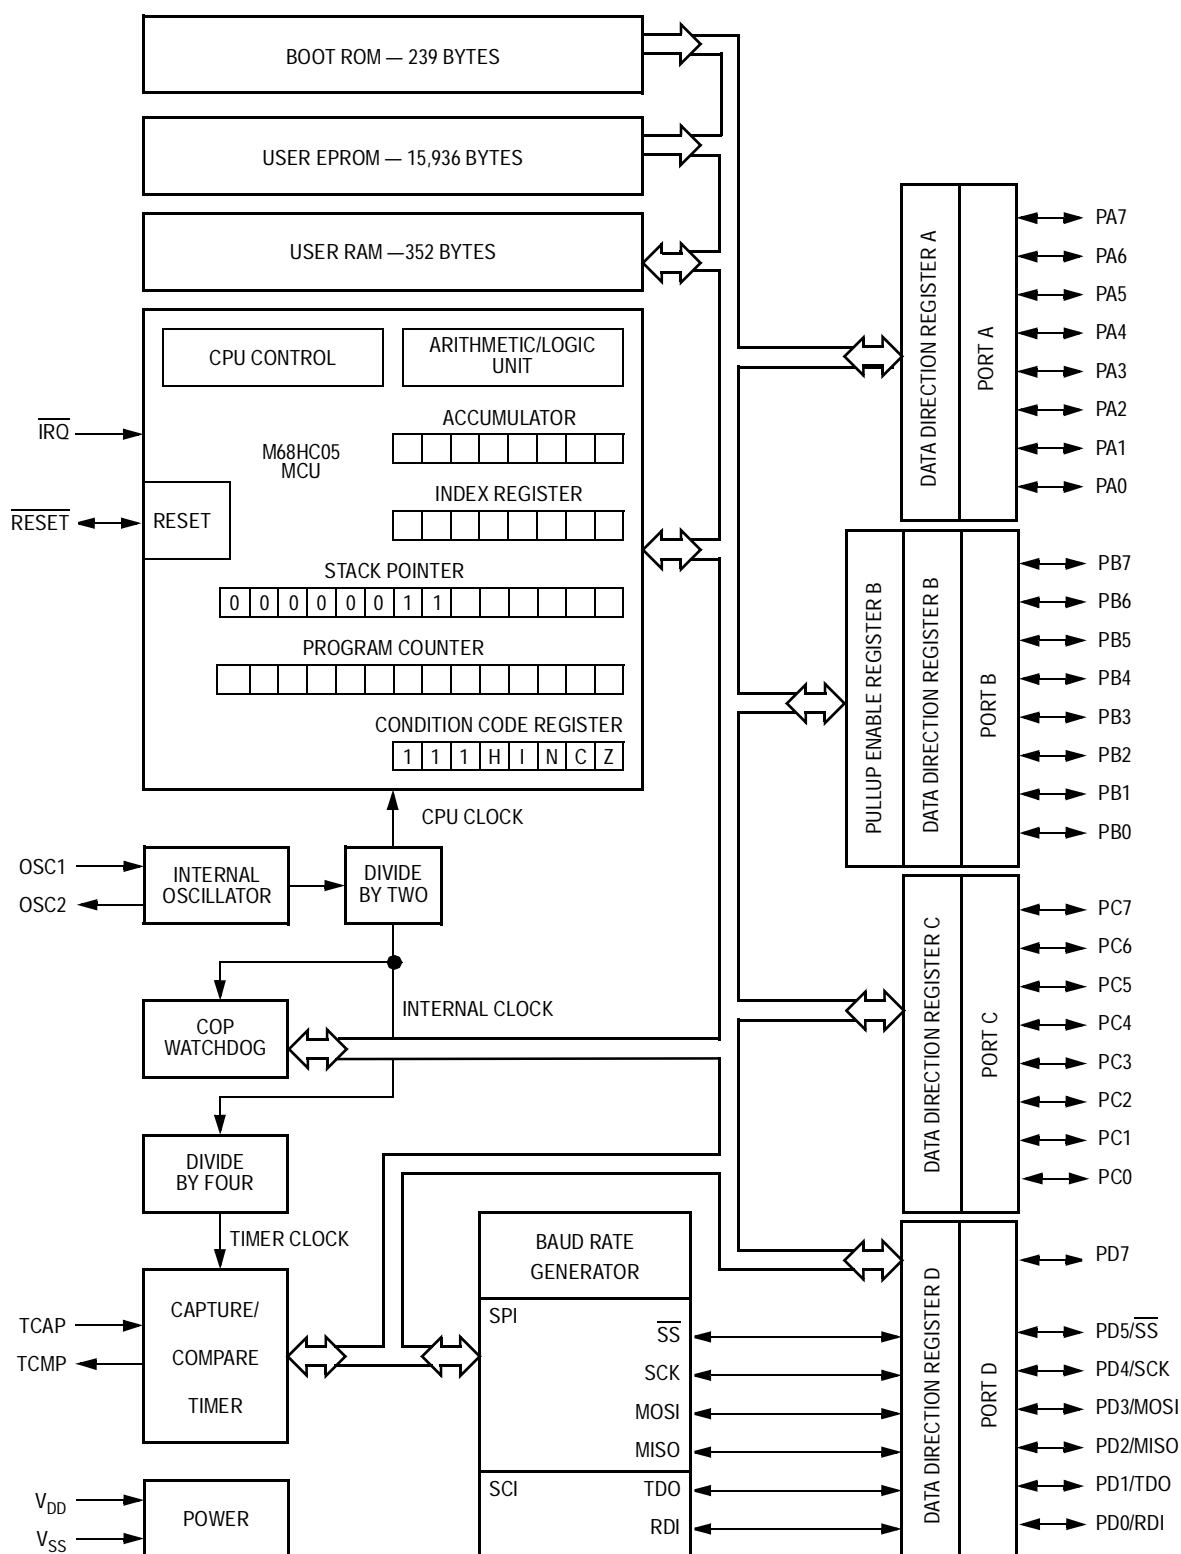 BOOT ROM — 239 BYTES
USER EPROM — 15,936 BYTES
USER RAM —352 BYTES
CPU CONTROL
ARITHMETIC/LOGIC
UNIT
ACCUMULATOR
M68HC05
MCU
INDEX REGISTER
IRQ
RESET
RESET
STACK POINTER
0 0 0 0 0 0 1 1
PROGRAM COUNTER
CONDITION CODE REGISTER
1 1 1 H I N C Z
CPU CLOCK
OSC1
OSC2
INTERNAL
OSCILLATOR
DIVIDE
BY TWO
INTERNAL CLOCK
COP
WATCHDOG
DIVIDE
BY FOUR
TIMER CLOCK
TCAP
TCMP
CAPTURE/
COMPARE
TIMER
VDD
VSS
POWER
BAUD RATE
GENERATOR
SPI
SS
SCK
MOSI
MISO
SCI
TDO
RDI
DATA DIRECTION REGISTER A
PORT A
PA7
PA6
PA5
PA4
PA3
PA2
PA1
PA0
PULLUP ENABLE REGISTER B
DATA DIRECTION REGISTER B
PORT B
PB7
PB6
PB5
PB4
PB3
PB2
PB1
PB0
DATA DIRECTION REGISTER C
PORT C
PC7
PC6
PC5
PC4
PC3
PC2
PC1
PC0
DATA DIRECTION REGISTER D
PORT D
PD7
PD5/SS
PD4/SCK
PD3/MOSI
PD2/MISO
PD1/TDO
PD0/RDI